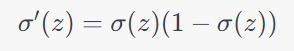 σ′(z) = σ(z)(1 − σ(z))